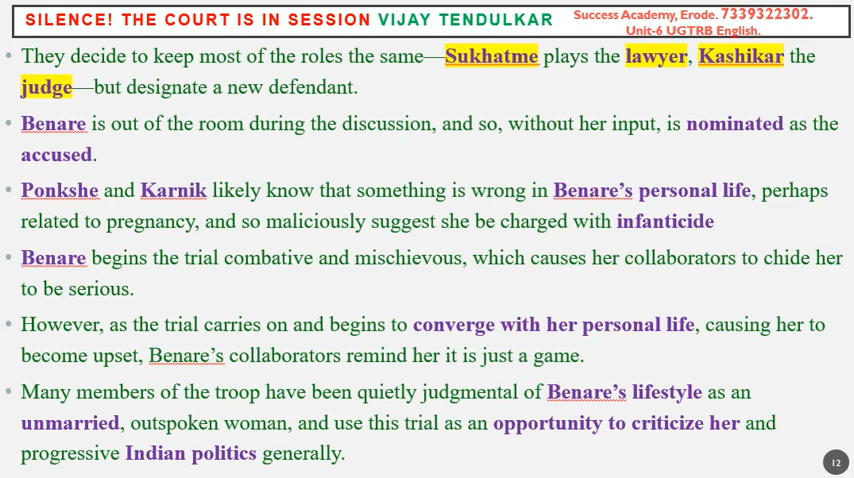 SILENCE! THE COURT IS IN SESSION VIJAY TENDULKAR
Success Academy, Erode. 7339322302.
Unit-6 UGTRB English.
• They decide to keep most of the roles the same—Sukhatme plays the lawyer, Kashikar the
judge—but designate a new defendant.
• Benare is out of the room during the discussion, and so, without her input, is nominated as the
accused.
• Ponkshe and Karnik likely know that something is wrong in Benare's personal life, perhaps
related to pregnancy, and so maliciously suggest she be charged with infanticide
• Benare begins the trial combative and mischievous, which causes her collaborators to chide her
to be serious.
• However, as the trial carries on and begins to converge with her personal life, causing her to
become upset, Benare's collaborators remind her it is just a game.
• Many members of the troop have been quietly judgmental of Benare's lifestyle as an
unmarried, outspoken woman, and use this trial as an opportunity to criticize her and
progressive Indian politics generally.
12